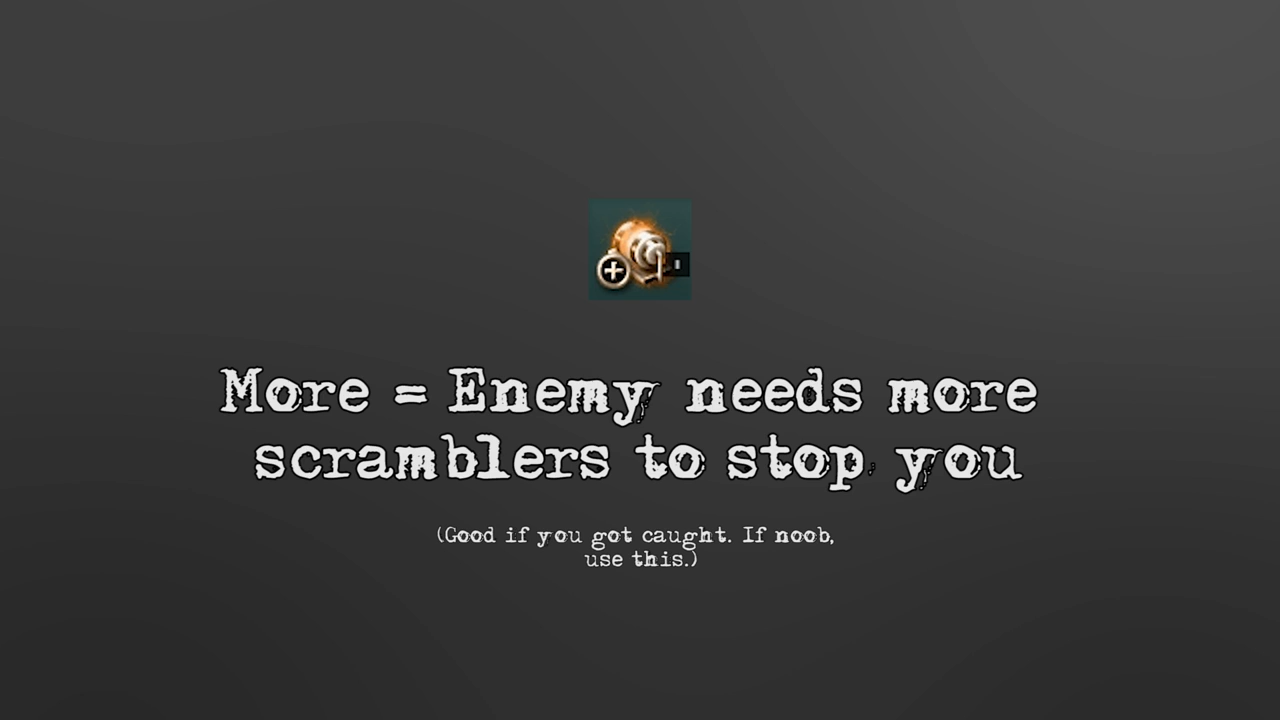 More = Enemy needs more
scramblers to stop you
(Good if you got caught. If noob,
use this.)